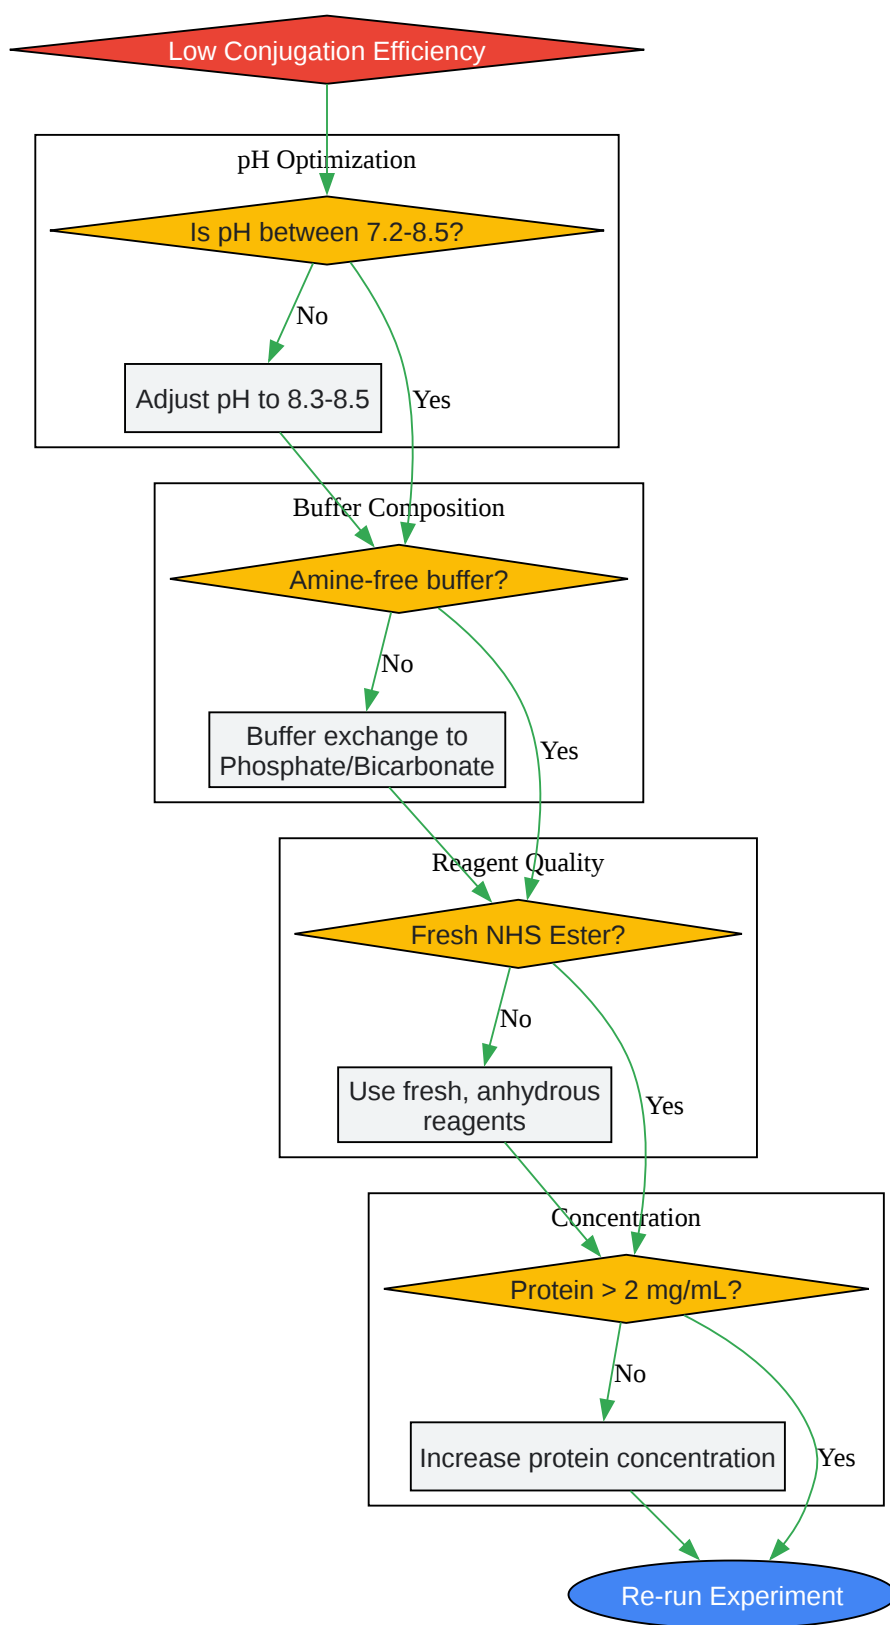 Low Conjugation Efficiency
pH Optimization
Is pH between 7.2-8.5?
No
Adjust pH to 8.3-8.5
Yes
Buffer Composition
Amine-free buffer?
No
Buffer exchange to
Phosphate/Bicarbonate
Yes
Reagent Quality
Fresh NHS Ester?
No
Use fresh, anhydrous
reagents
Yes
Concentration
Protein > 2 mg/mL?
No
Increase protein concentration
Yes
Re-run Experiment